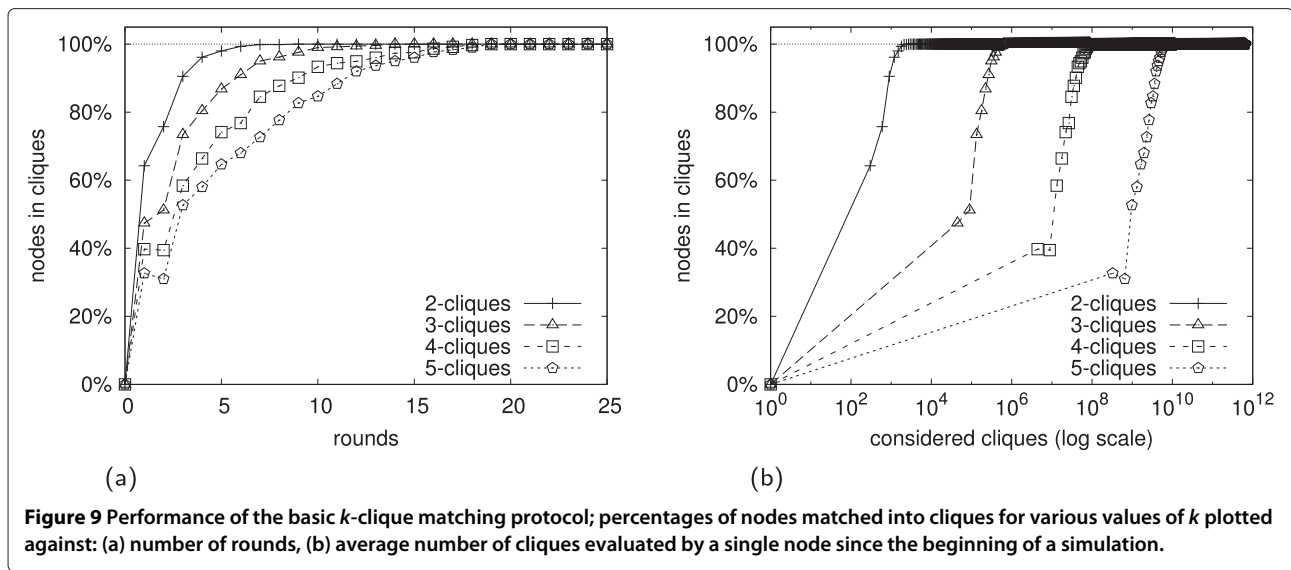 100%
80%
60%
40%
20%
0%
nodes in cliques
2-cliques
3-cliques
4-cliques
5-cliques
0 5 10 15 20 25
rounds
(a)
100%
80%
60%
40%
20%
0%
nodes in cliques
2-cliques
3-cliques
4-cliques
5-cliques
10^0 10^2 10^4 10^6 10^8 10^10 10^12
considered cliques (log scale)
(b)
Figure 9 Performance of the basic k-clique matching protocol; percentages of nodes matched into cliques for various values of k plotted
against: (a) number of rounds, (b) average number of cliques evaluated by a single node since the beginning of a simulation.